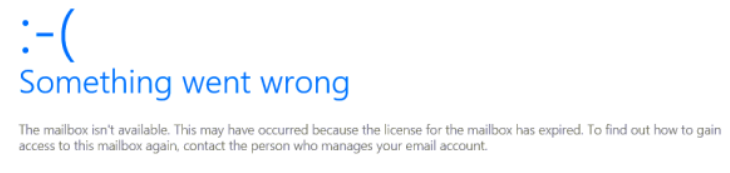 :-(
Something went wrong
The mailbox isn't available. This may have occurred because the license for the mailbox has expired. To find out how to gain
access to this mailbox again, contact the person who manages your email account.